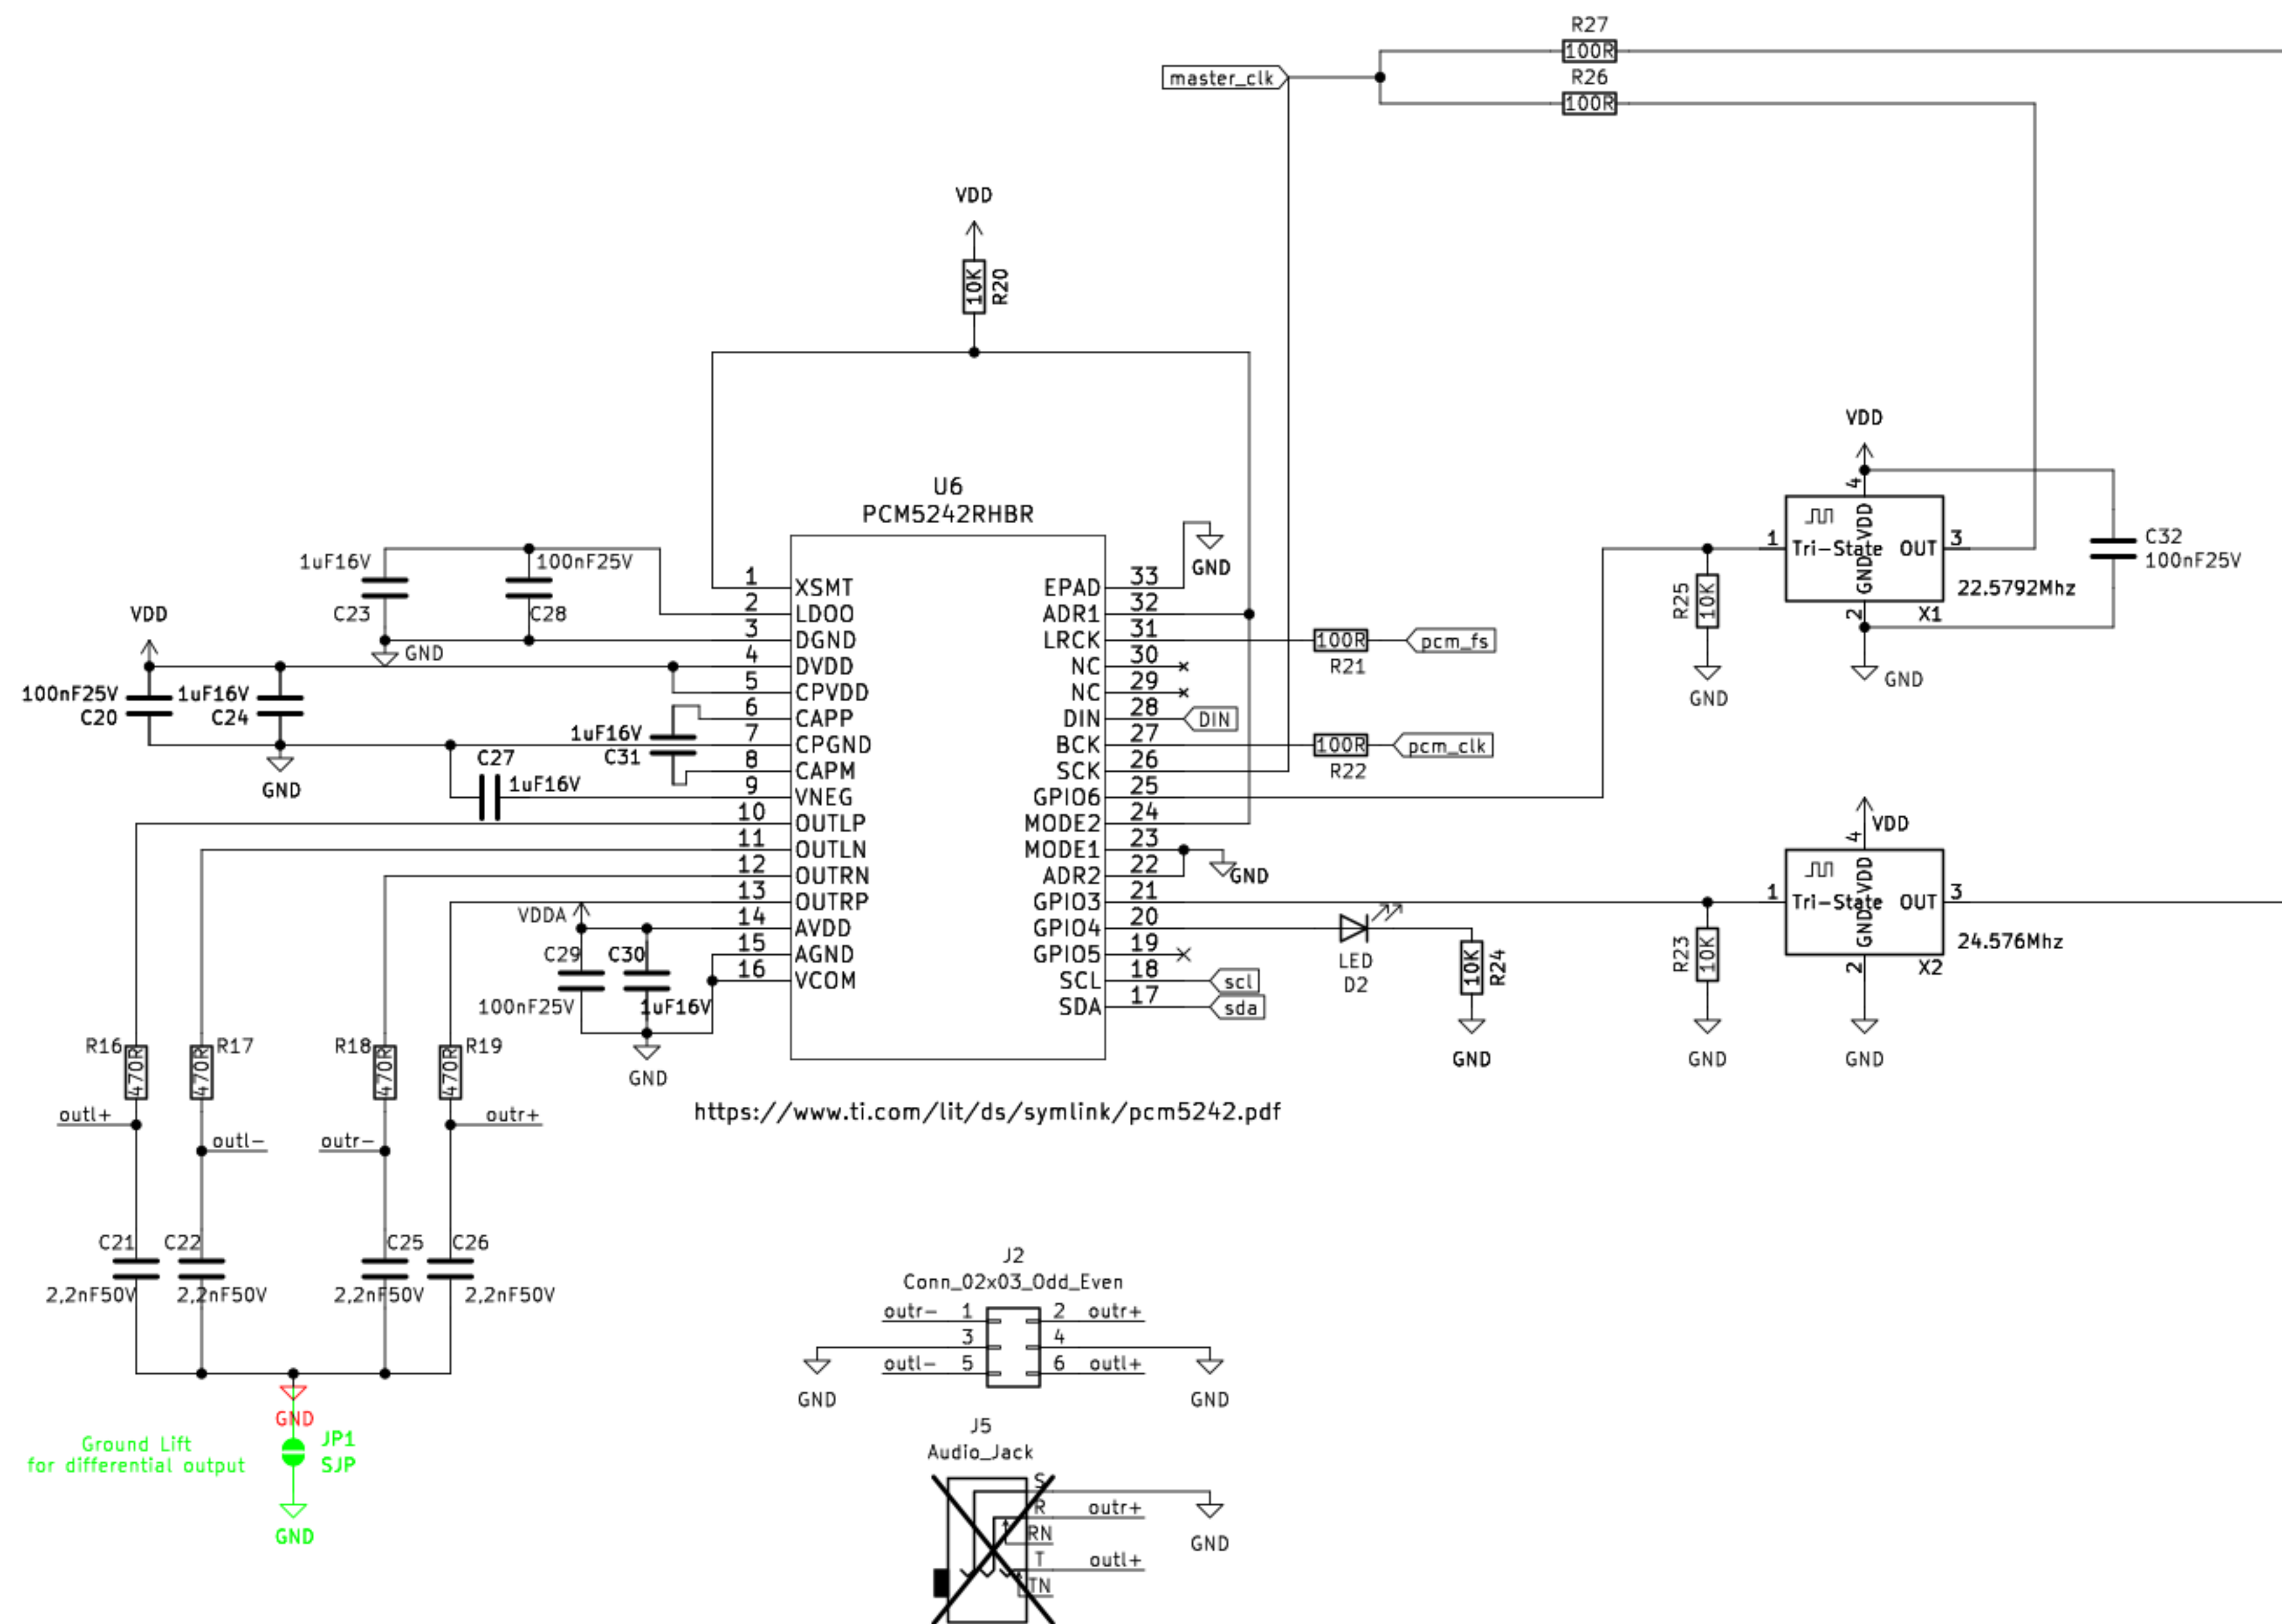 R27
100R
master_clk
R26
100R
VDD
10K
R20
VDD
U6
PCM5242RHBR
4
VDD
1uF16V
100nF25V
1
Tri-State
OUT
3
C32
100nF25V
GND
GND
22.5792Mhz
C23
C28
R25
10K
2
X1
GND
GND
GND
VDD
1 XSMT
2 LDOO
3 DGND
4 DVDD
5 CPVDD
6 CAPP
7 CPGND
8 CAPM
9 VNEG
10 OUTLP
11 OUTLN
12 OUTRN
13 OUTRP
14 AVDD
15 AGND
16 VCOM
EPAD 33
ADR1 32
LRCK 31
NC 30
NC 29
DIN 28
BCK 27
SCK 26
GPIO6 25
MODE2 24
MODE1 23
ADR2 22
GPIO3 21
GPIO4 20
GPIO5 19
SCL 18
SDA 17
100R
R21
pcm_fs
DIN
100R
R22
pcm_clk
100nF25V
C20
1uF16V
C24
1uF16V
C31
C27
1uF16V
GND
GND
VDD
4
VDD
1
Tri-State
OUT
3
GND
24.576Mhz
2
X2
R23
10K
GND
GND
LED
D2
10K
R24
GND
scl
sda
VDDA
C29
C30
100nF25V
1uF16V
GND
R16
470R
R17
470R
R18
470R
R19
470R
outl+
outl-
outr-
outr+
https://www.ti.com/lit/ds/symlink/pcm5242.pdf
C21
C22
C25
C26
2,2nF50V
2,2nF50V
2,2nF50V
2,2nF50V
J2
Conn_02x03_Odd_Even
outr- 1
2 outr+
3
4
outl- 5
6 outl+
GND
GND
GND
Ground Lift
for differential output
JP1
SJP
GND
J5
Audio_Jack
S
R outr+
RN
GND
T outl+
TN